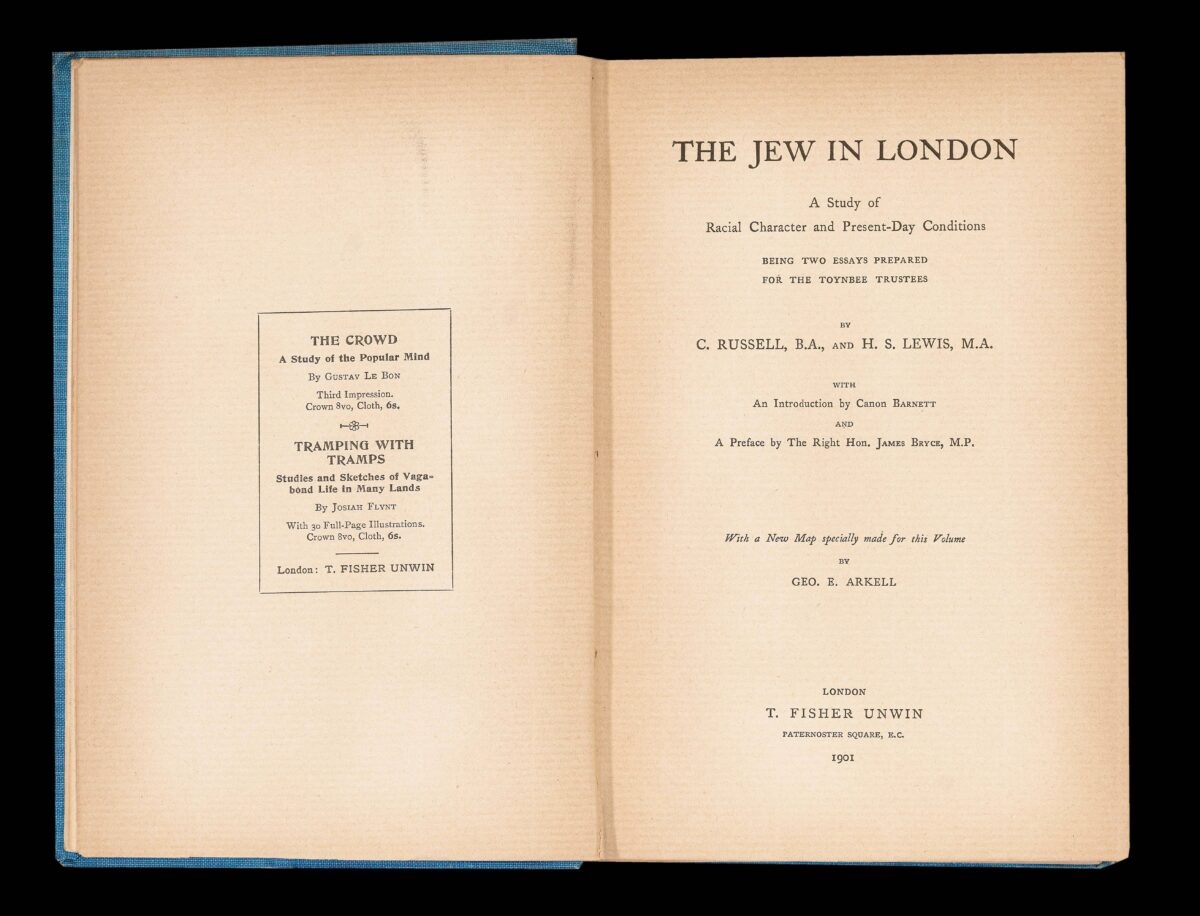 THE CROWD
A Study of the Popular Mind
By GUSTAV LE BON
Third Impression.
Crown 8vo, Cloth, 6s.
TRAMPING WITH
TRAMPS
Studies and Sketches of Vaga-
bond Life in Many Lands
By JOSIAH FLYNT
With 30 Full-Page Illustrations.
Crown 8vo, Cloth, 6s.
London: T. FISHER UNWIN
THE JEW IN LONDON
A Study of
Racial Character and Present-Day Conditions
BEING TWO ESSAYS PREPARED
FOR THE TOYNBEE TRUSTEES
BY
C. RUSSELL, B.A., AND H. S. LEWIS, M.A.
WITH
An Introduction by Canon BARNETT
AND
A Preface by The Right Hon. JAMES BRYCE, M.P.
With a New Map specially made for this Volume
BY
GEO. E. ARKELL
LONDON
T. FISHER UNWIN
PATERNOSTER SQUARE, E.C.
1901